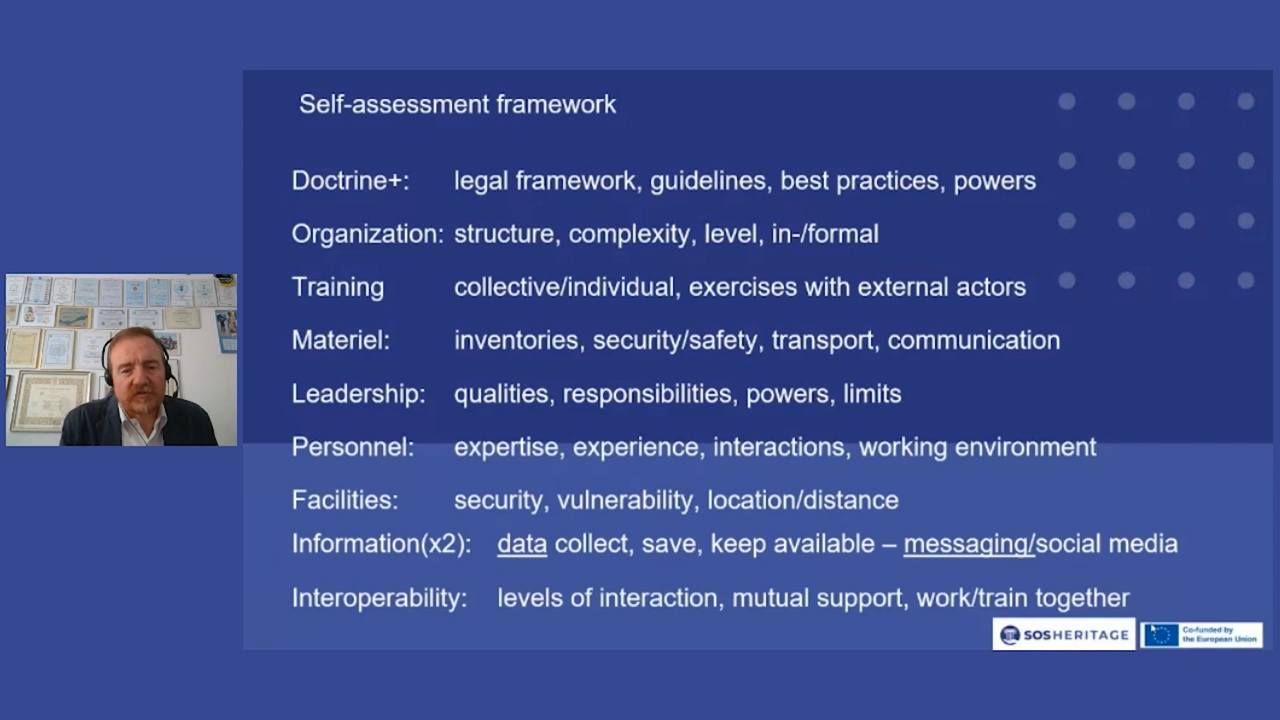 Self-assessment framework
Doctrine+: legal framework, guidelines, best practices, powers
Organization: structure, complexity, level, in-/formal
Training collective/individual, exercises with external actors
Materiel: inventories, security/safety, transport, communication
Leadership: qualities, responsibilities, powers, limits
Personnel: expertise, experience, interactions, working environment
Facilities: security, vulnerability, location/distance
Information(x2): data collect, save, keep available – messaging/social media
Interoperability: levels of interaction, mutual support, work/train together
SOSHERITAGE
Co-funded by
the European Union